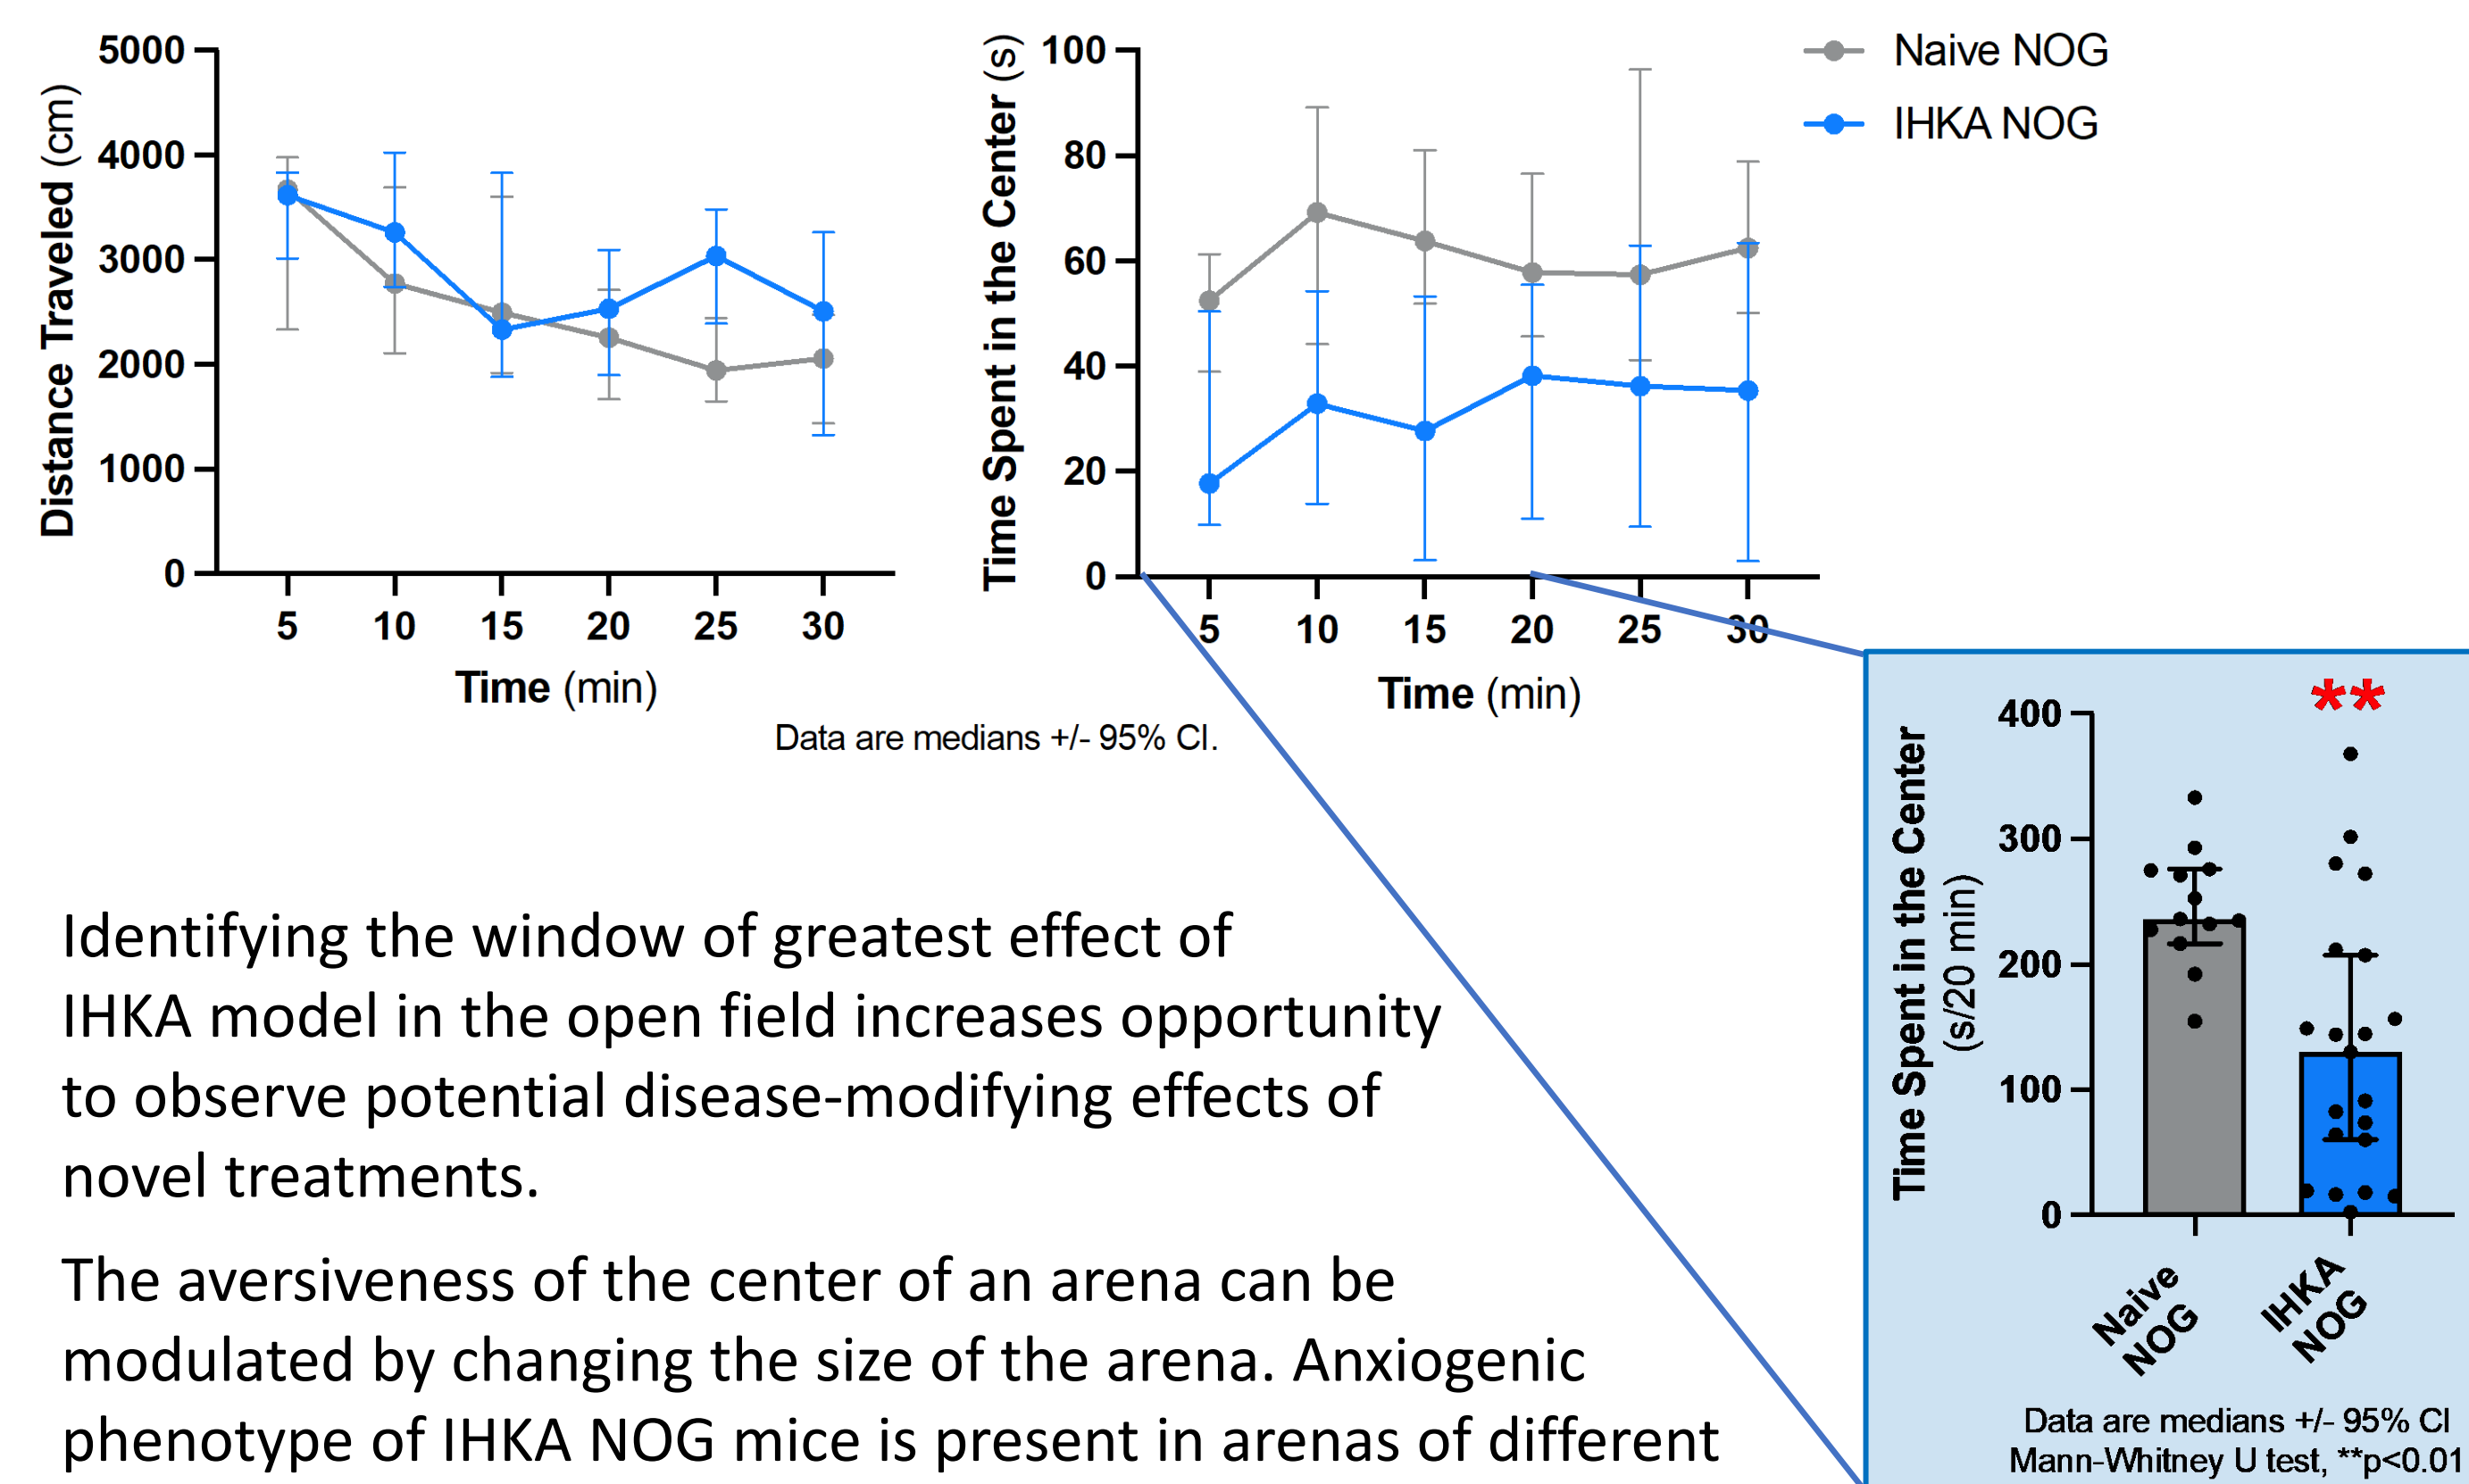 5000
4000
3000
2000
1000
0
Distance Traveled (cm)
5 10 15 20 25 30
Time (min)
100
80
60
40
20
0
Time Spent in the Center (s)
5 10 15 20 25 30
Time (min)
Naive NOG
IHKA NOG
Data are medians +/- 95% CI.
Identifying the window of greatest effect of
IHKA model in the open field increases opportunity
to observe potential disease-modifying effects of
novel treatments.
The aversiveness of the center of an arena can be
modulated by changing the size of the arena. Anxiogenic
phenotype of IHKA NOG mice is present in arenas of different
**
400
300
200
100
0
Time Spent in the Center
(s/20 min)
Naive
NOG
IHKA
NOG
Data are medians +/- 95% CI
Mann-Whitney U test, **p<0.01